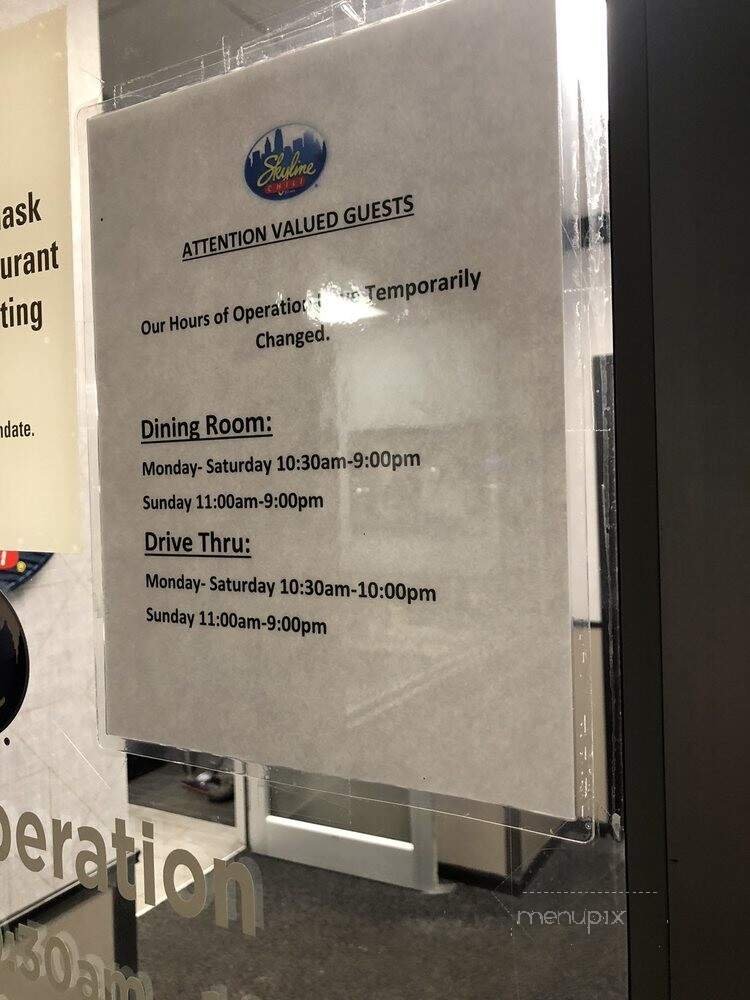 Skyline
CHILI
ATTENTION VALUED GUESTS
Our Hours of Operation Temporarily
Changed.
Dining Room:
Monday- Saturday 10:30am-9:00pm
Sunday 11:00am-9:00pm
Drive Thru:
Monday- Saturday 10:30am-10:00pm
Sunday 11:00am-9:00pm
ask
urant
ting
ndate.
peration
:30am
menupix